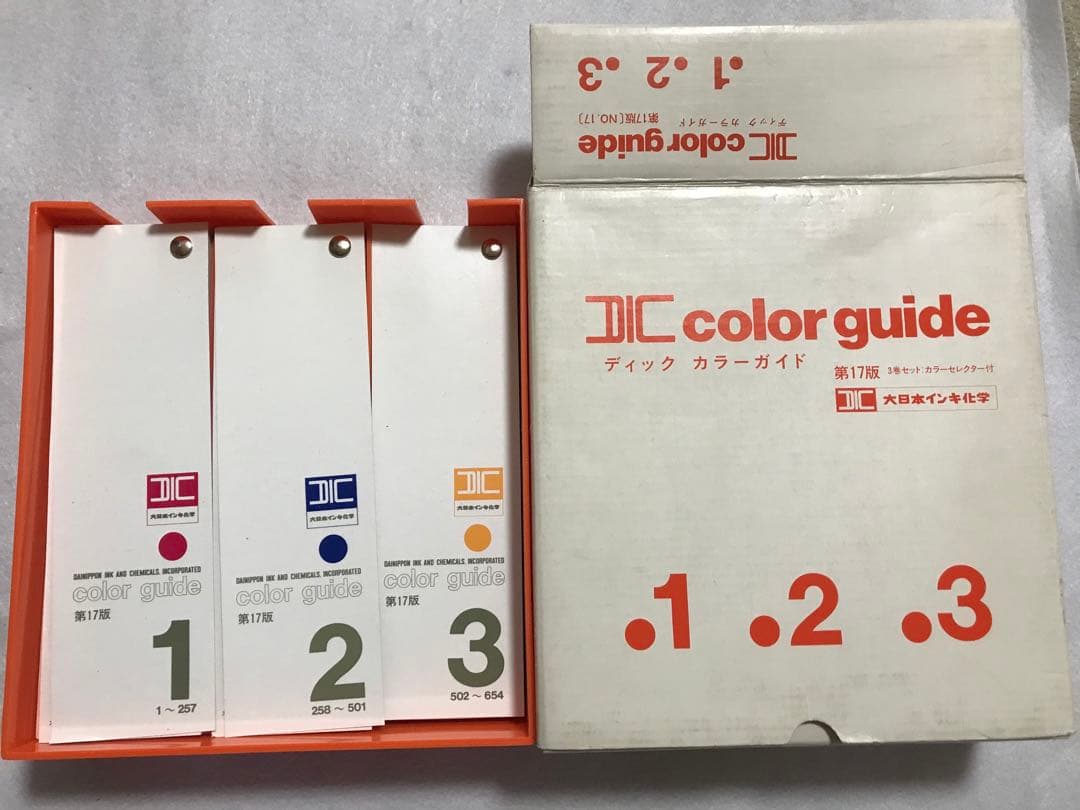 DIC
大日本インキ化学
DAINIPPON INK AND CHEMICALS, INCORPORATED
color guide
第17版
1
1～257
DIC
大日本インキ化学
DAINIPPON INK AND CHEMICALS, INCORPORATED
color guide
第17版
2
258～501
DIC
大日本インキ化学
DAINIPPON INK AND CHEMICALS, INCORPORATED
color guide
第17版
3
502～654
DIC color guide
ディック カラーガイド 第17版〔NO.17〕
●1 ●2 ●3
DIC color guide
ディック カラーガイド
第17版 3巻セット:カラーセレクター付
DIC 大日本インキ化学
●1 ●2 ●3